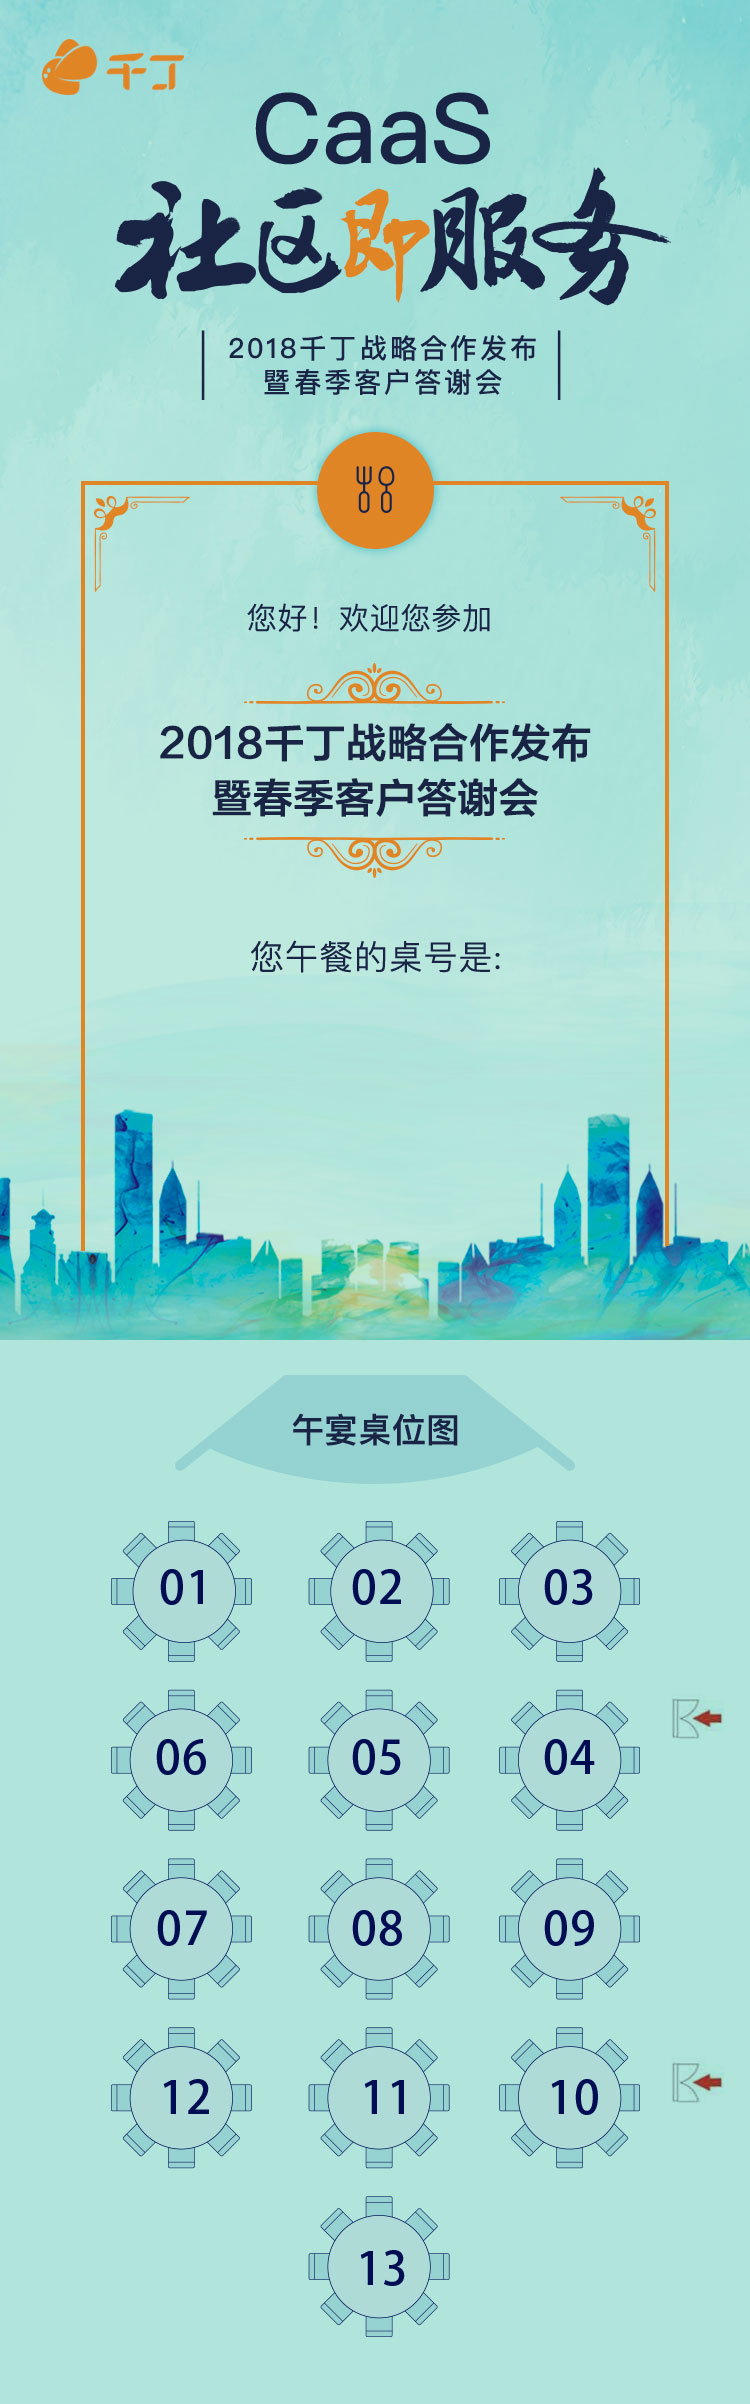 千丁
CaaS
社区即服务
2018千丁战略合作发布
暨春季客户答谢会
您好！欢迎您参加
2018千丁战略合作发布
暨春季客户答谢会
您午餐的桌号是:
午宴桌位图
01 02 03
06 05 04
07 08 09
12 11 10
13